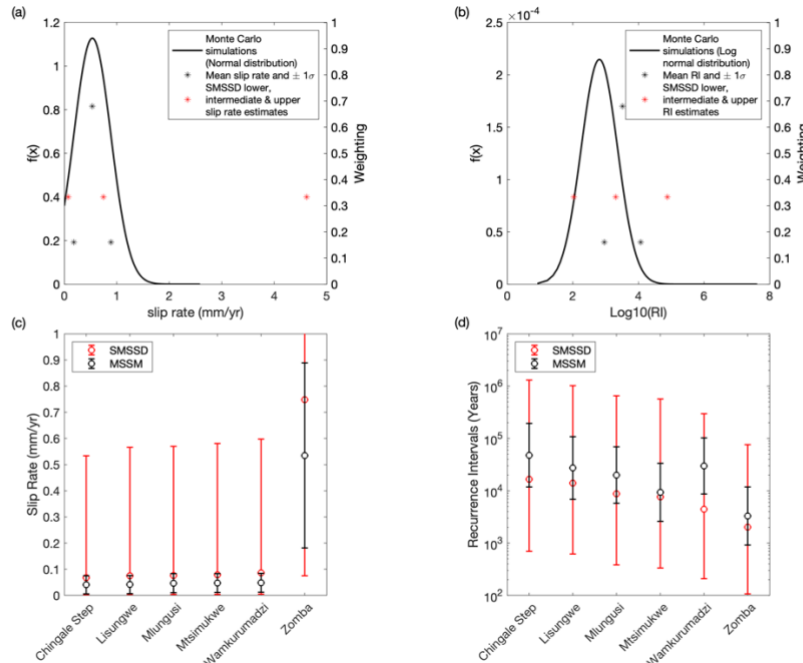 (a)
1.2
1
0.8
0.6
0.4
0.2
0
f(x)
Monte Carlo
simulations
(Normal distribution)
Mean slip rate and ± 1σ
SMSSD lower,
intermediate & upper
slip rate estimates
1
0.9
0.8
0.7
0.6
0.5
0.4
0.3
0.2
0.1
0
Weighting
0 1 2 3 4 5
slip rate (mm/yr)
(b)
×10⁻⁴
2.5
2
1.5
1
0.5
0
f(x)
Monte Carlo
simulations (Log
normal distribution)
Mean RI and ± 1σ
SMSSD lower,
intermediate & upper
RI estimates
1
0.9
0.8
0.7
0.6
0.5
0.4
0.3
0.2
0.1
0
Weighting
0 2 4 6 8
Log10(RI)
(c)
1
0.9
0.8
0.7
0.6
0.5
0.4
0.3
0.2
0.1
0
Slip Rate (mm/yr)
SMSSD
MSSM
Chingale Step
Lisungwe
Mlungusi
Mtsimukwe
Wamkurumadzi
Zomba
(d)
10⁷
10⁶
10⁵
10⁴
10³
10²
Recurrence Intervals (Years)
SMSSD
MSSM
Chingale Step
Lisungwe
Mlungusi
Mtsimukwe
Wamkurumadzi
Zomba